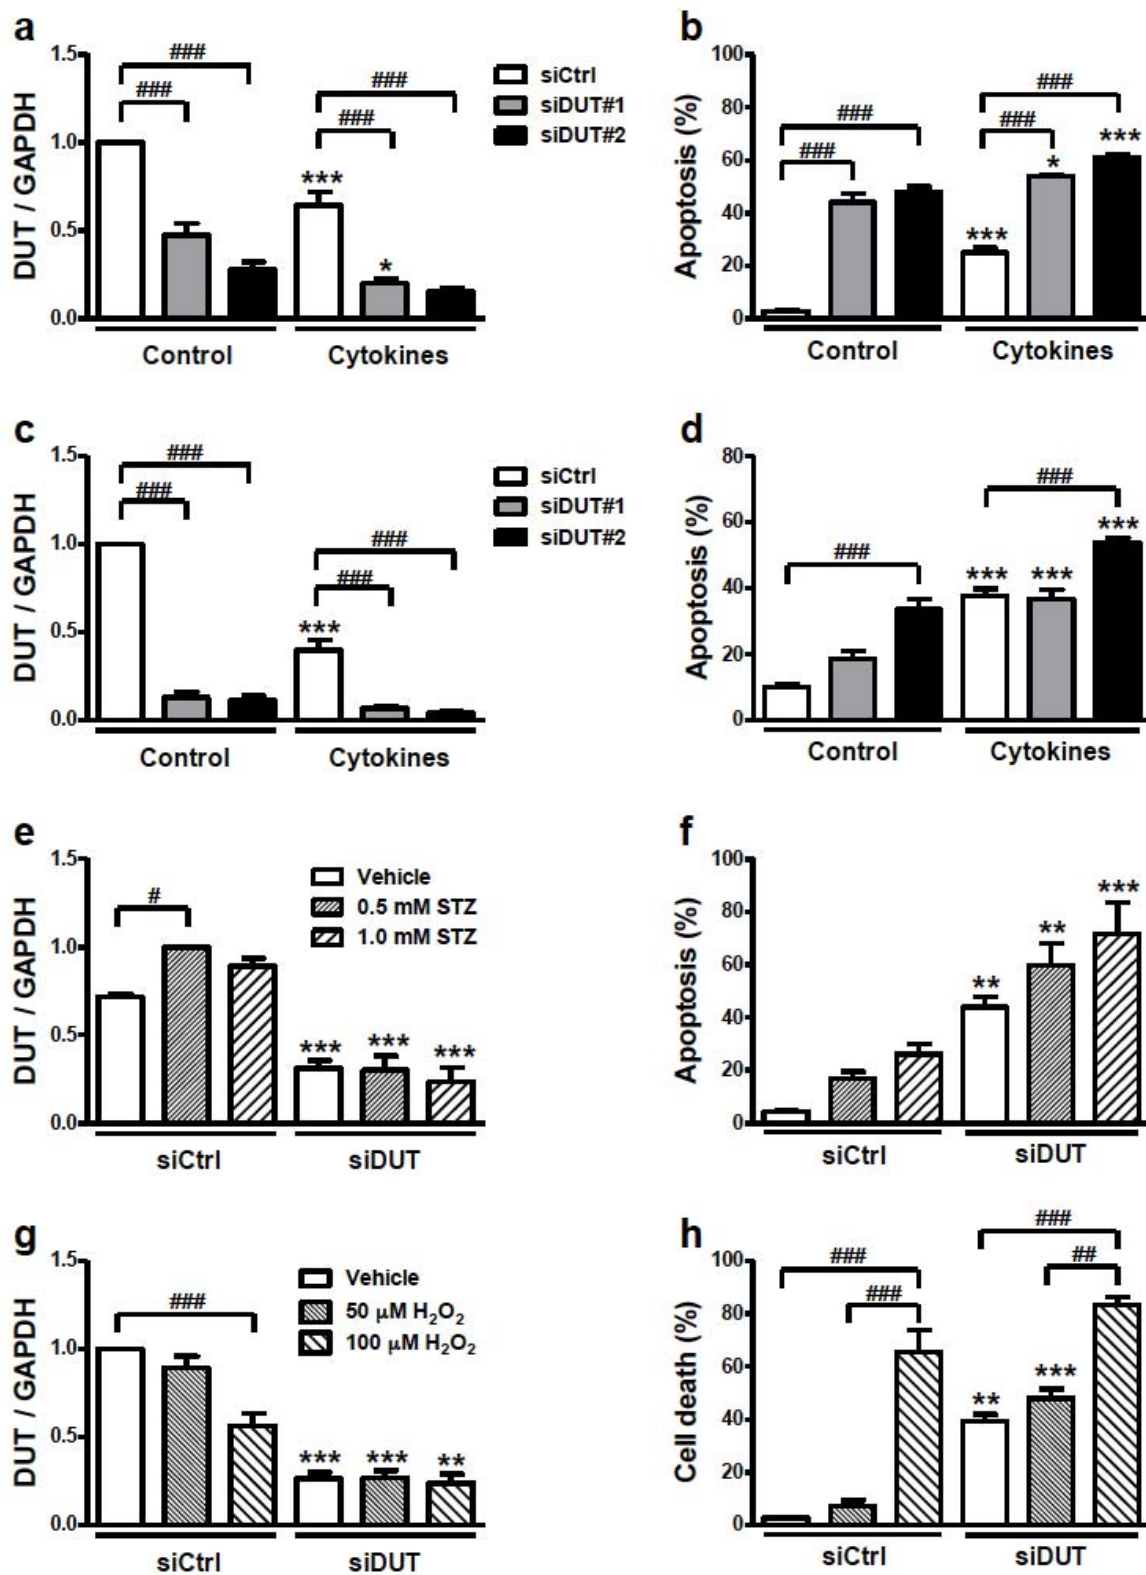 a
DUT / GAPDH
1.5
1.0
0.5
0.0
###
###
***
###
###
*
Control
Cytokines
siCtrl
siDUT#1
siDUT#2
b
Apoptosis (%)
100
80
60
40
20
0
###
###
***
###
###
*
***
Control
Cytokines
c
DUT / GAPDH
1.5
1.0
0.5
0.0
###
###
***
###
###
Control
Cytokines
siCtrl
siDUT#1
siDUT#2
d
Apoptosis (%)
80
60
40
20
0
###
###
***
***
***
Control
Cytokines
e
DUT / GAPDH
1.5
1.0
0.5
0.0
#
***
***
***
siCtrl
siDUT
Vehicle
0.5 mM STZ
1.0 mM STZ
f
Apoptosis (%)
100
80
60
40
20
0
**
**
***
siCtrl
siDUT
g
DUT / GAPDH
1.5
1.0
0.5
0.0
###
***
***
**
siCtrl
siDUT
Vehicle
50 μM H₂O₂
100 μM H₂O₂
h
Cell death (%)
100
80
60
40
20
0
###
###
###
##
**
***
siCtrl
siDUT